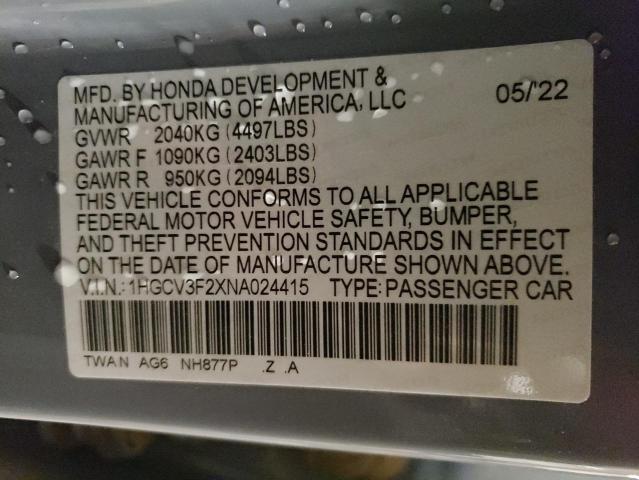 MFD. BY HONDA DEVELOPMENT &
MANUFACTURING OF AMERICA, LLC 05/'22
GVWR 2040KG (4497LBS)
GAWR F 1090KG (2403LBS)
GAWR R 950KG (2094LBS)
THIS VEHICLE CONFORMS TO ALL APPLICABLE
FEDERAL MOTOR VEHICLE SAFETY, BUMPER,
AND THEFT PREVENTION STANDARDS IN EFFECT
ON THE DATE OF MANUFACTURE SHOWN ABOVE.
V.I.N.: 1HGCV3F2XNA024415 TYPE: PASSENGER CAR
TWAN AG6 NH877P .Z .A